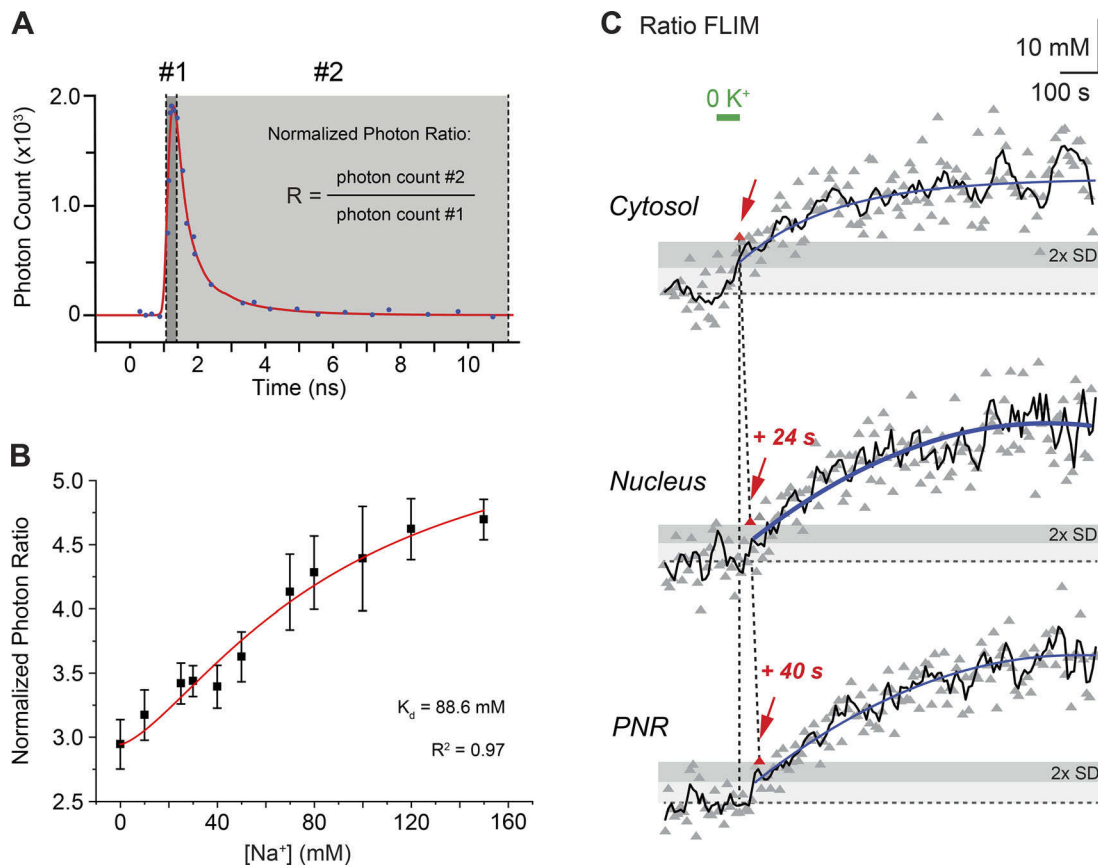 A
#1
#2
2.0
1.0
0
Photon Count (x10³)
Normalized Photon Ratio:
R = photon count #2
photon count #1
0 2 4 6 8 10
Time (ns)
B
5.0
4.5
4.0
3.5
3.0
2.5
Normalized Photon Ratio
Kd = 88.6 mM
R² = 0.97
0 40 80 120 160
[Na⁺] (mM)
C Ratio FLIM
10 mM
100 s
0 K⁺
Cytosol
2x SD
+ 24 s
Nucleus
2x SD
+ 40 s
PNR
2x SD